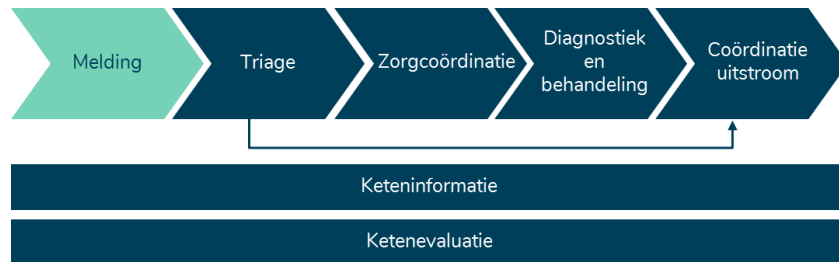 Melding
Triage
Zorgcoördinatie
Diagnostiek
en
behandeling
Coördinatie
uitstroom
Keteninformatie
Ketenevaluatie